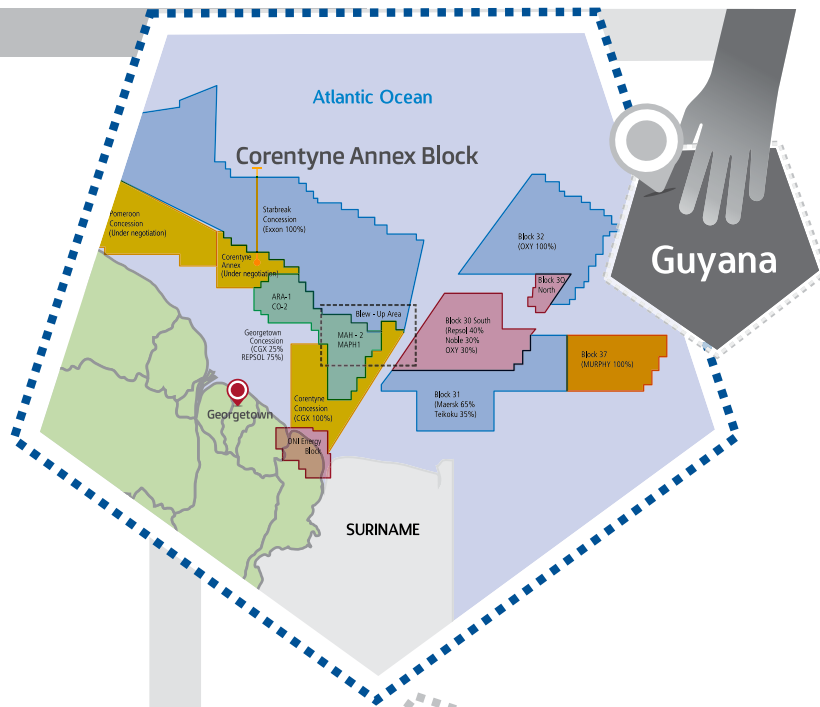 Atlantic Ocean
Corentyne Annex Block
Pomeroon
Concession
(Under negotiation)
Starbreak
Concession
(Exxon 100%)
Corentyne
Annex
(Under negotiation)
Block 32
(OXY 100%)
Block 30
North
Guyana
ARA-1
CO-2
Blew - Up Area
Georgetown
Concession
(CGX 25%
REPSOL 75%)
MAH - 2
MAPH1
Block 30 South
(Repsol 40%
Noble 30%
OXY 30%)
Block 37
(MURPHY 100%)
Block 31
(Maersk 65%
Teikoku 35%)
Corentyne
Concession
(CGX 100%)
Georgetown
DNI Energy
Block
SURINAME